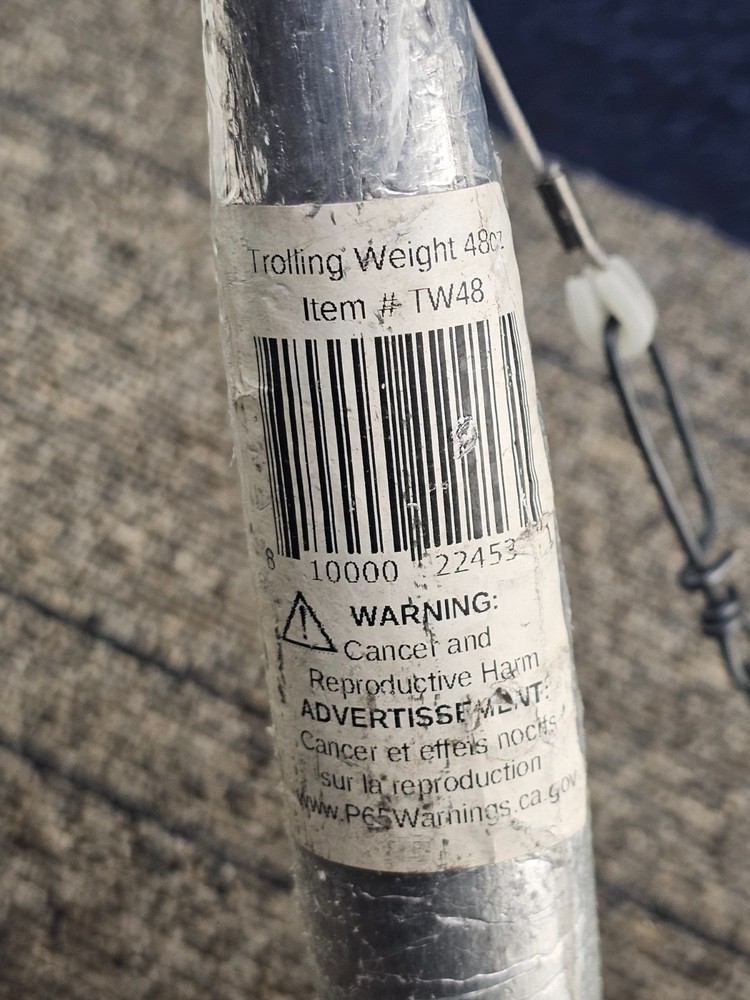 Trolling Weight 48oz
Item # TW48
8 10000 22453 1
WARNING:
Cancer and
Reproductive Harm
ADVERTISSEMENT:
Cancer et effets nocifs
sur la reproduction
www.P65Warnings.ca.gov